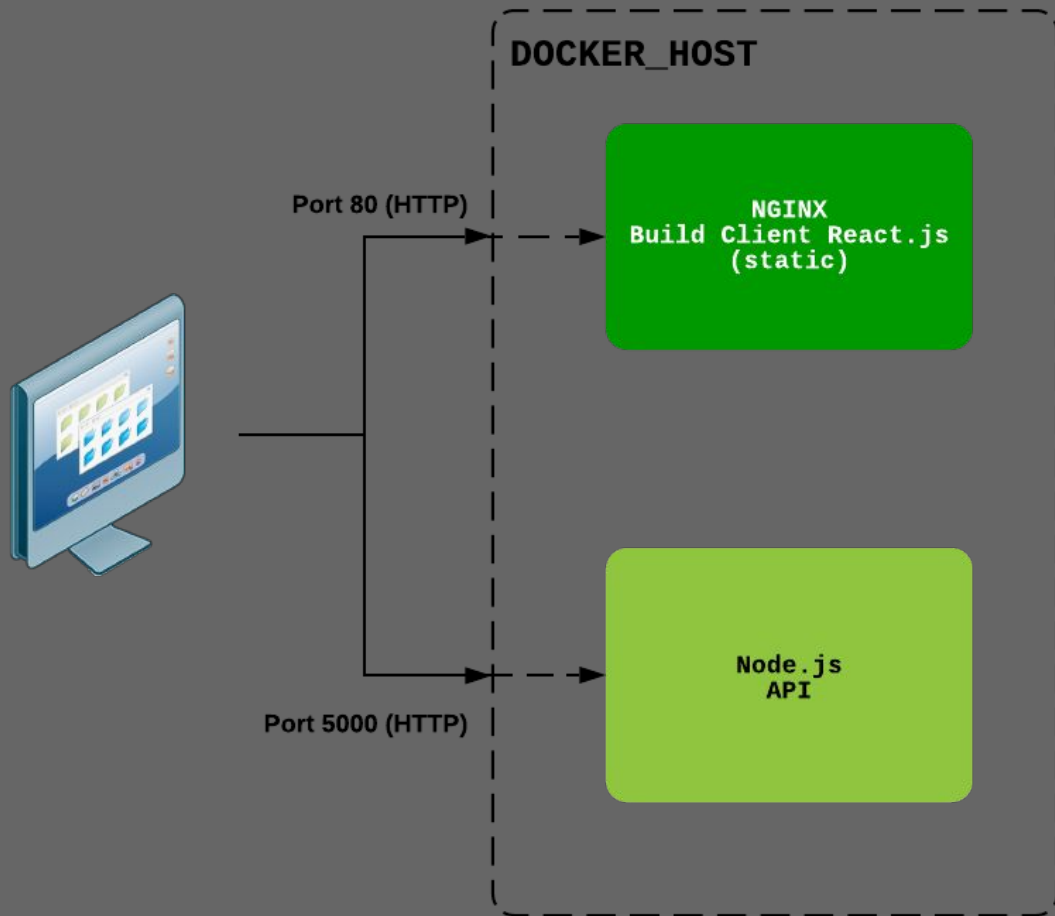 DOCKER_HOST
Port 80 (HTTP)
NGINX
Build Client React.js
(static)
Node.js
API
Port 5000 (HTTP)